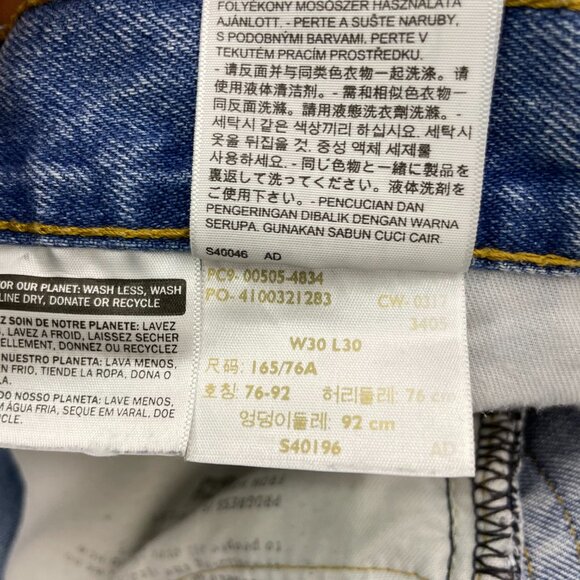 FOLYÉKONY MOSÓSZER HASZNÁLATA
AJÁNLOTT. - PERTE A SUŠTE NARUBY,
S PODOBNÝMI BARVAMI. PERTE V
TEKUTÉM PRACÍM PROSTŘEDKU.
- 请反面并与同类色衣物一起洗涤。请
使用液体清洁剂。- 需和相似色衣物一
同反面洗滌。請用液態洗衣劑洗滌。-
세탁시 같은 색상끼리 하십시요. 세탁시
옷을 뒤집을 것. 중성 액체 세제를
사용하세요. - 同じ色物と一緒に製品を
裏返して洗ってください。液体洗剤を
ご使用下さい。- PENCUCIAN DAN
PENGERINGAN DIBALIK DENGAN WARNA
SERUPA. GUNAKAN SABUN CUCI CAIR
S40046 AD
FOR OUR PLANET: WASH LESS, WASH
LINE DRY, DONATE OR RECYCLE
SOIN DE NOTRE PLANETE: LAVEZ
LAVEZ A FROID, LAISSEZ SECHER
DONNEZ OU RECYCLEZ
NUESTRO PLANETA: LAVA MENOS,
FRIO, TIENDE LA ROPA, DONA O
LA
DO NOSSO PLANETA: LAVE MENOS,
ÁGUA FRIA, SEQUE EM VARAL, DOE
CLE.
PC9- 00505-4834
PO- 4100321283
CW-
W30 L30
尺码: 165/76A
호칭: 76-92 허리둘레: 76
엉덩이둘레: 92 cm
S40196 AD